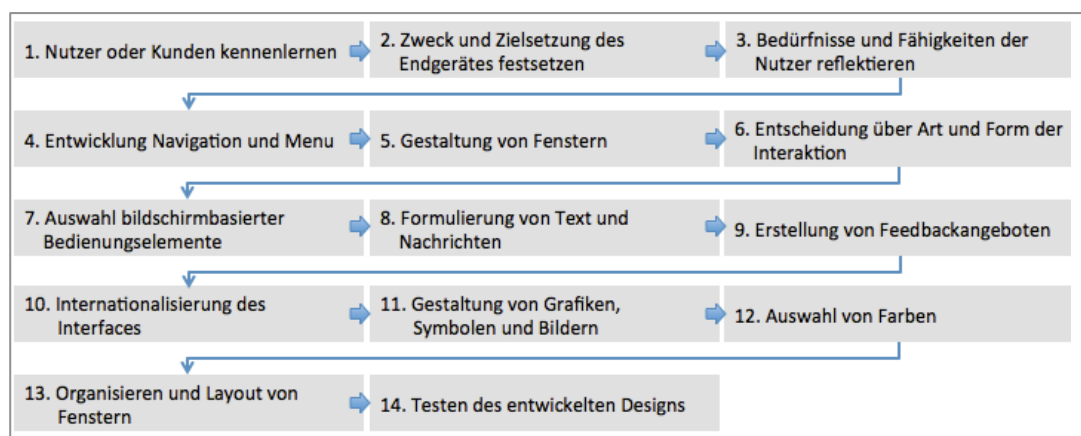 1. Nutzer oder Kunden kennenlernen
2. Zweck und Zielsetzung des
Endgerätes festsetzen
3. Bedürfnisse und Fähigkeiten der
Nutzer reflektieren
4. Entwicklung Navigation und Menu
5. Gestaltung von Fenstern
6. Entscheidung über Art und Form der
Interaktion
7. Auswahl bildschirmbasierter
Bedienungselemente
8. Formulierung von Text und
Nachrichten
9. Erstellung von Feedbackangeboten
10. Internationalisierung des
Interfaces
11. Gestaltung von Grafiken,
Symbolen und Bildern
12. Auswahl von Farben
13. Organisieren und Layout von
Fenstern
14. Testen des entwickelten Designs